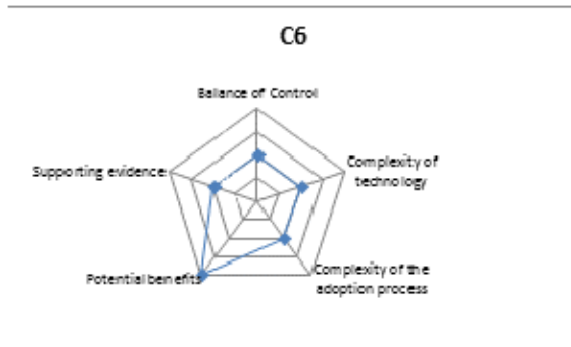 C6
Ballance of Control
Complexity of
technology
Complexity of the
adoption process
Potential benefits
Supporting evidence